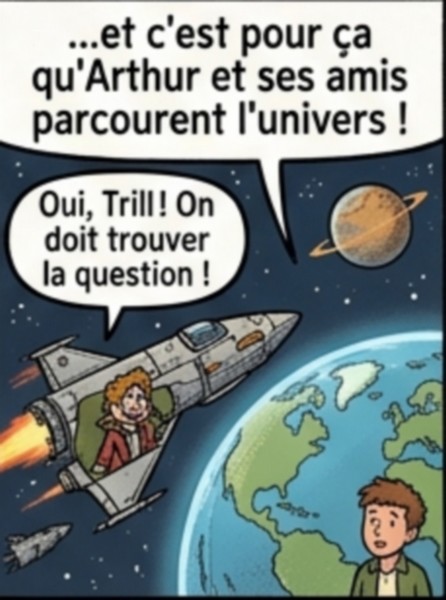 ...et c'est pour ça
qu'Arthur et ses amis
parcourent l'univers !
Oui, Trill! On
doit trouver
la question !